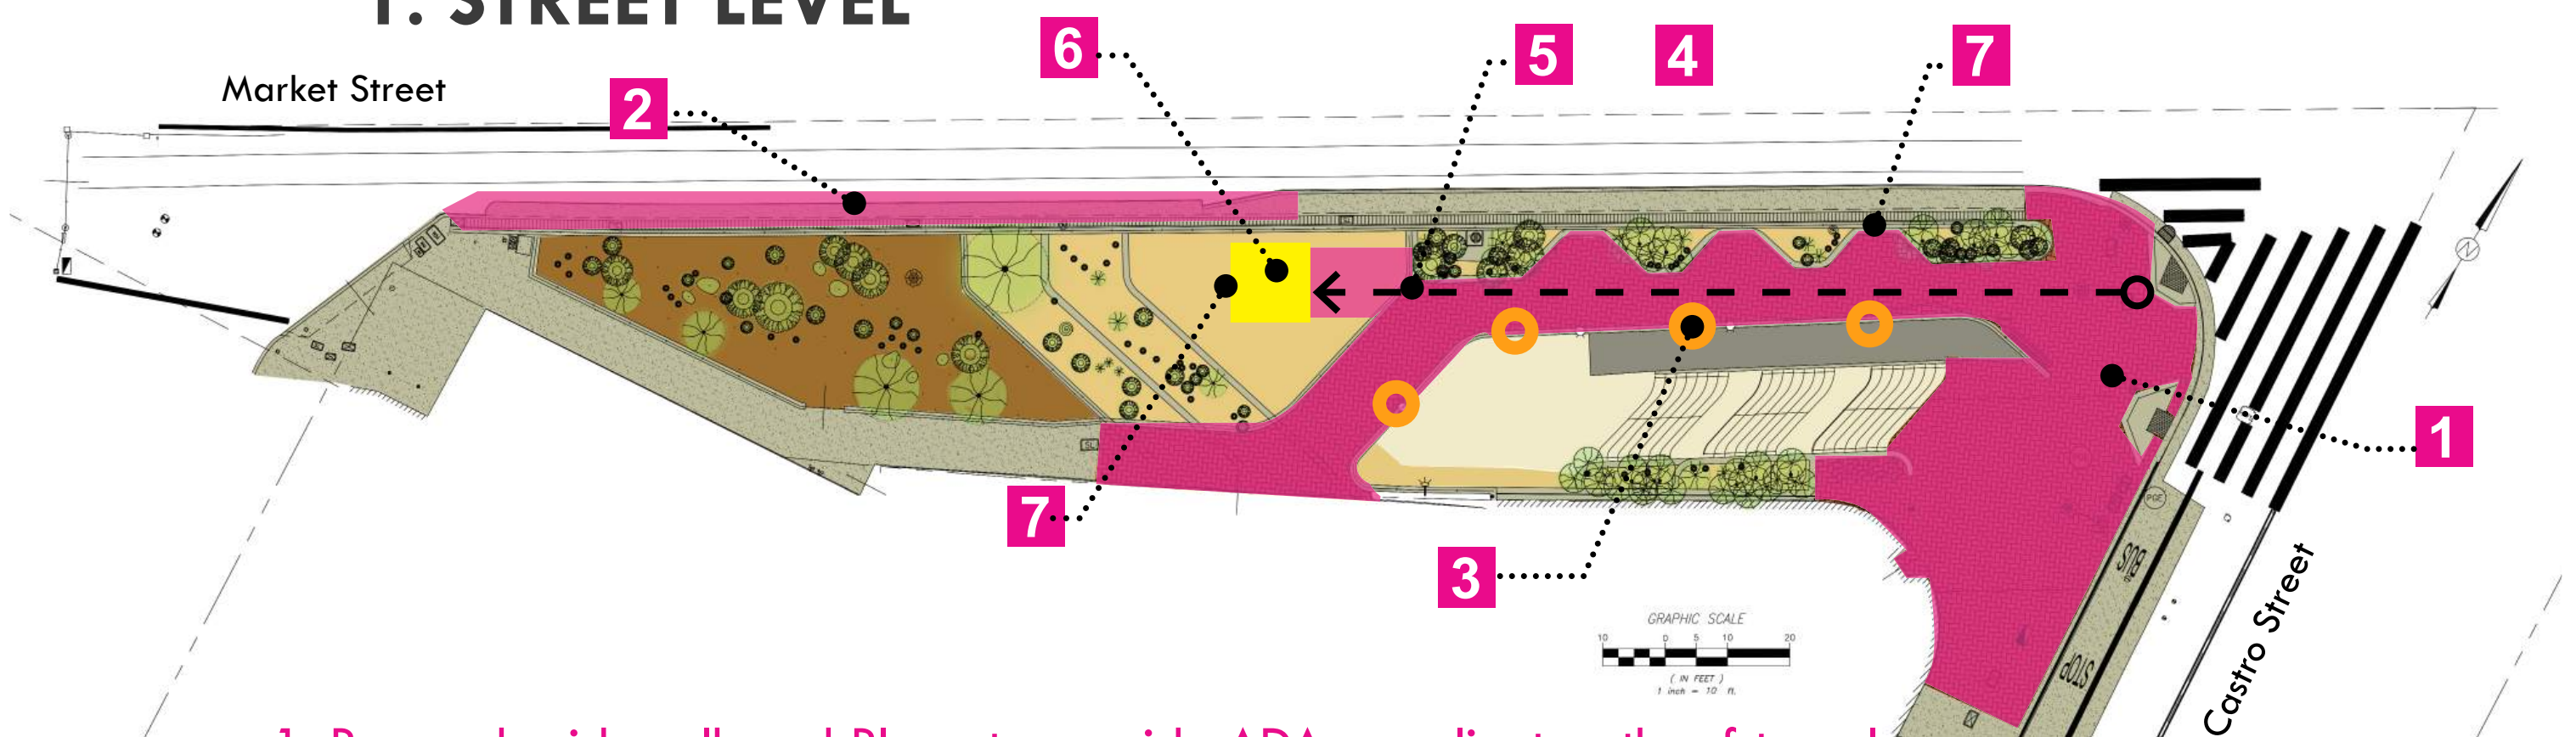 1. STREET LEVEL
Market Street
6
5
4
7
2
1
7
3
PGE
BUS
STOP
Castro Street
GRAPHIC SCALE
10 0 5 10 20
( IN FEET )
1 inch = 10 ft.
N